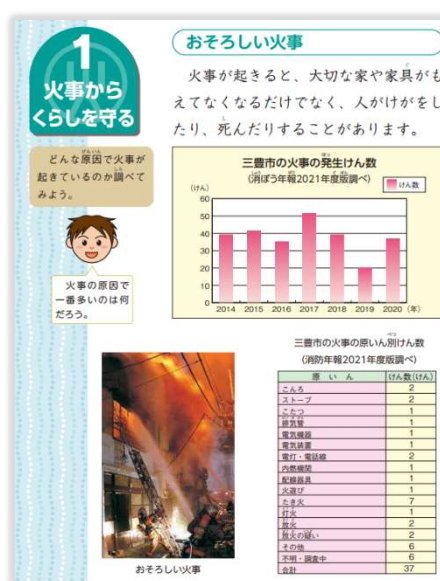 1
火事から
くらしを守る
おそろしい火事
火事が起きると、大切な家や家具がも
えてなくなるだけでなく、人がけがをし
たり、死んだりすることがあります。
どんな原因で火事が
起きているのか調べて
みよう。
火事の原因で
一番多いのは何
だろう。
三豊市の火事の発生けん数
(消ぼう年報2021年度版調べ)
けん数
(けん)
60
50
40
30
20
10
0
2014 2015 2016 2017 2018 2019 2020 (年)
おそろしい火事
三豊市の火事の原いん別けん数
(消防年報2021年度版調べ)
原いん けん数(けん)
こんろ 2
ストーブ 2
こたつ 1
排気管 1
電気機器 1
電気装置 1
電灯・電話線 2
内燃機関 1
配線器具 1
火遊び 1
たき火 7
灯火 1
放火 2
放火の疑い 2
その他 6
不明・調査中 6
合計 37